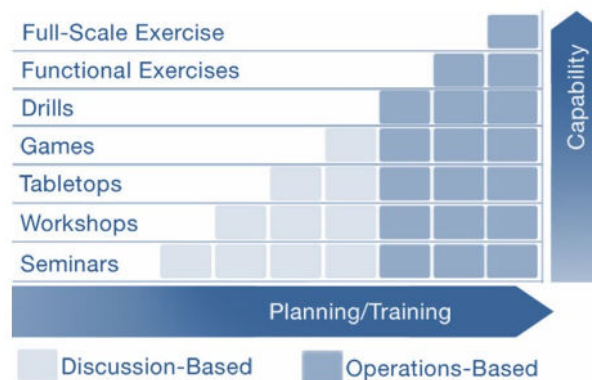 Full-Scale Exercise
Functional Exercises
Drills
Games
Tabletops
Workshops
Seminars
Capability
Planning/Training
Discussion-Based
Operations-Based